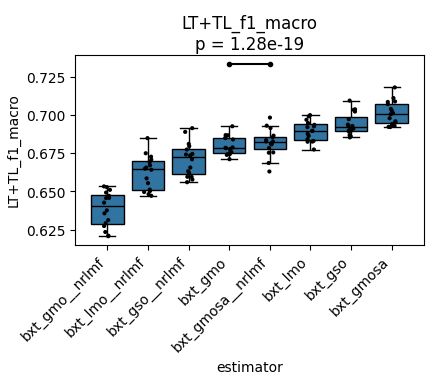 LT+TL_f1_macro
p = 1.28e-19
LT+TL_f1_macro
0.725
0.700
0.675
0.650
0.625
bxt_gmo__nrlmf
bxt_lmo__nrlmf
bxt_gso__nrlmf
bxt_gmo
bxt_gmosa__nrlmf
bxt_lmo
bxt_gso
bxt_gmosa
estimator